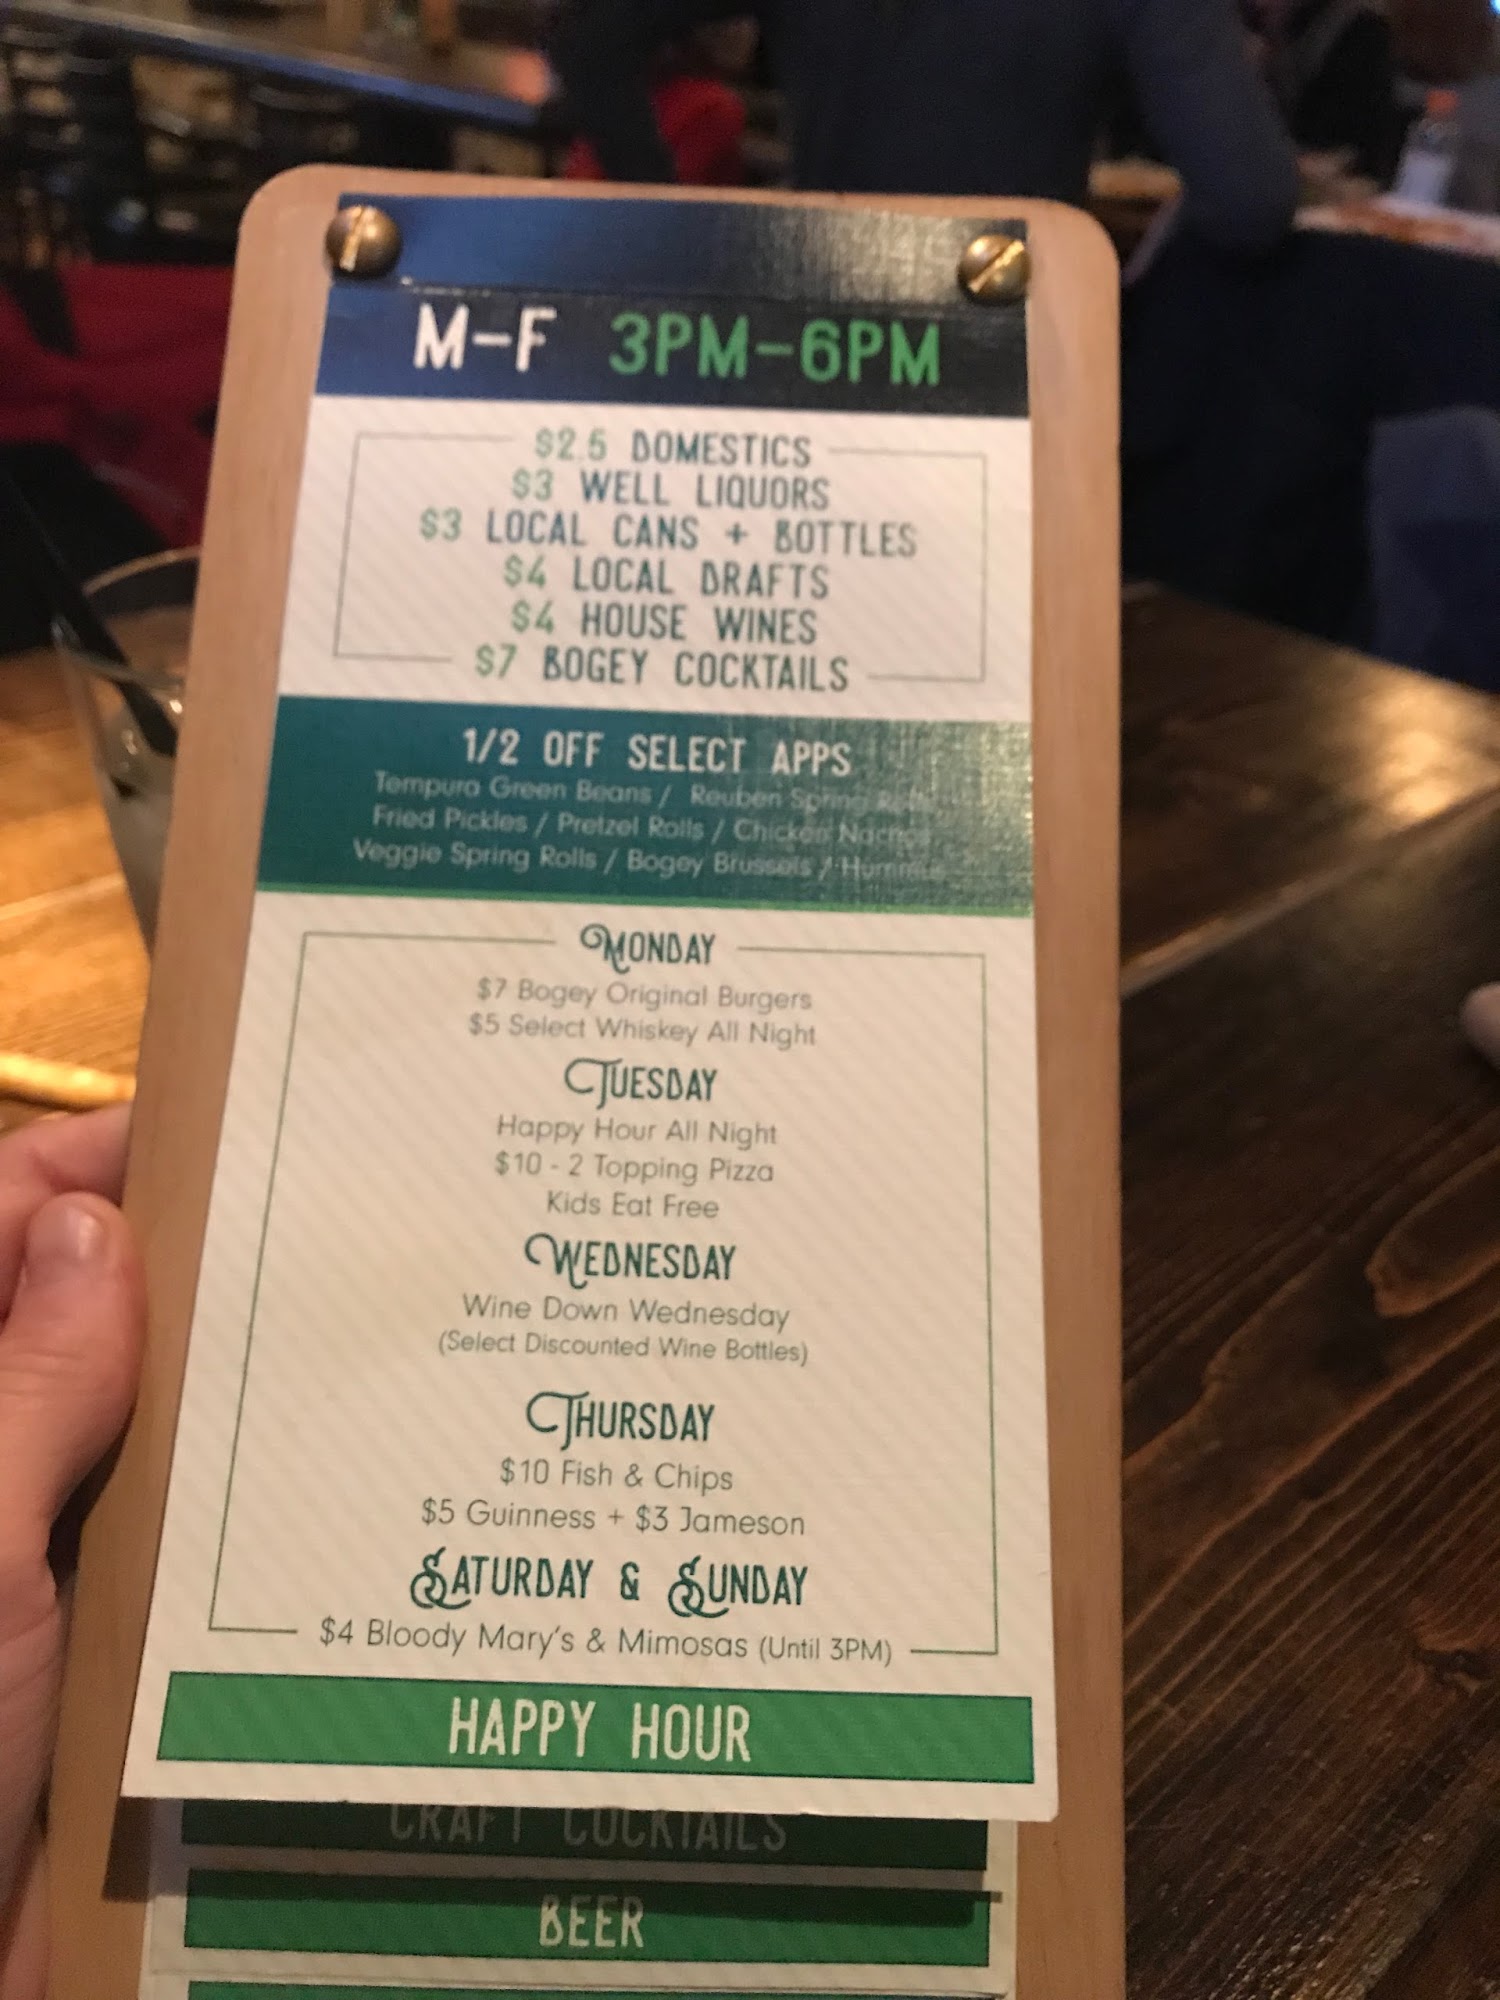 M-F 3PM-6PM
$2.5 DOMESTICS
$3 WELL LIQUORS
$3 LOCAL CANS + BOTTLES
$4 LOCAL DRAFTS
$4 HOUSE WINES
$7 BOGEY COCKTAILS
1/2 OFF SELECT APPS
Tempura Green Beans / Reuben Spring Rolls
Fried Pickles / Pretzel Rolls / Chicken Nachos
Veggie Spring Rolls / Bogey Brussels / Hummus
MONDAY
$7 Bogey Original Burgers
$5 Select Whiskey All Night
TUESDAY
Happy Hour All Night
$10 - 2 Topping Pizza
Kids Eat Free
WEDNESDAY
Wine Down Wednesday
(Select Discounted Wine Bottles)
THURSDAY
$10 Fish & Chips
$5 Guinness + $3 Jameson
SATURDAY & SUNDAY
$4 Bloody Mary's & Mimosas (Until 3PM)
HAPPY HOUR
CRAFT COCKTAILS
BEER